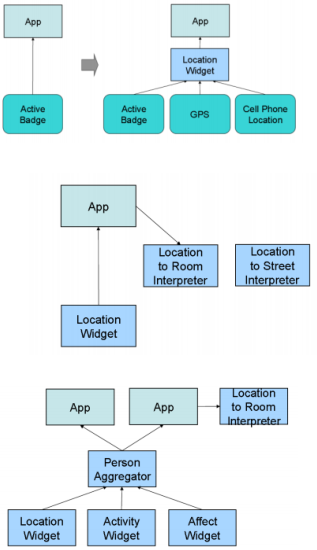 App
App
Location
Widget
Active
Badge
Active
Badge
GPS
Cell Phone
Location
App
Location
to Room
Interpreter
Location
to Street
Interpreter
Location
Widget
App
App
Location
to Room
Interpreter
Person
Aggregator
Location
Widget
Activity
Widget
Affect
Widget